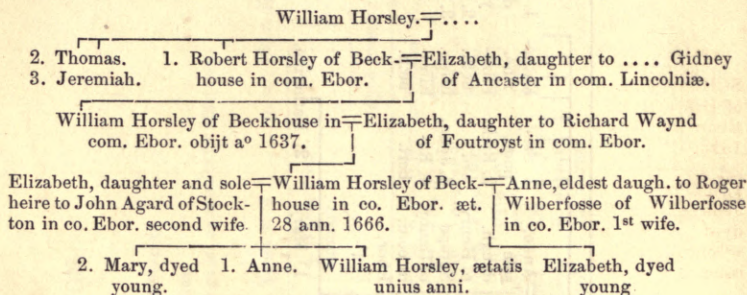 William Horsley.╤....
2. Thomas. 1. Robert Horsley of Beck-╤Elizabeth, daughter to .... Gidney
3. Jeremiah. house in com. Ebor. of Ancaster in com. Lincolniæ.
William Horsley of Beckhouse in╤Elizabeth, daughter to Richard Waynd
com. Ebor. obijt aº 1637. of Foutroyst in com. Ebor.
Elizabeth, daughter and sole╤William Horsley of Beck-╤Anne, eldest daugh. to Roger
heire to John Agard of Stock- house in co. Ebor. æt. Wilberfosse of Wilberfosse
ton in co. Ebor. second wife. 28 ann. 1666. in co. Ebor. 1st wife.
2. Mary, dyed 1. Anne. William Horsley, ætatis Elizabeth, dyed
young. unius anni. young